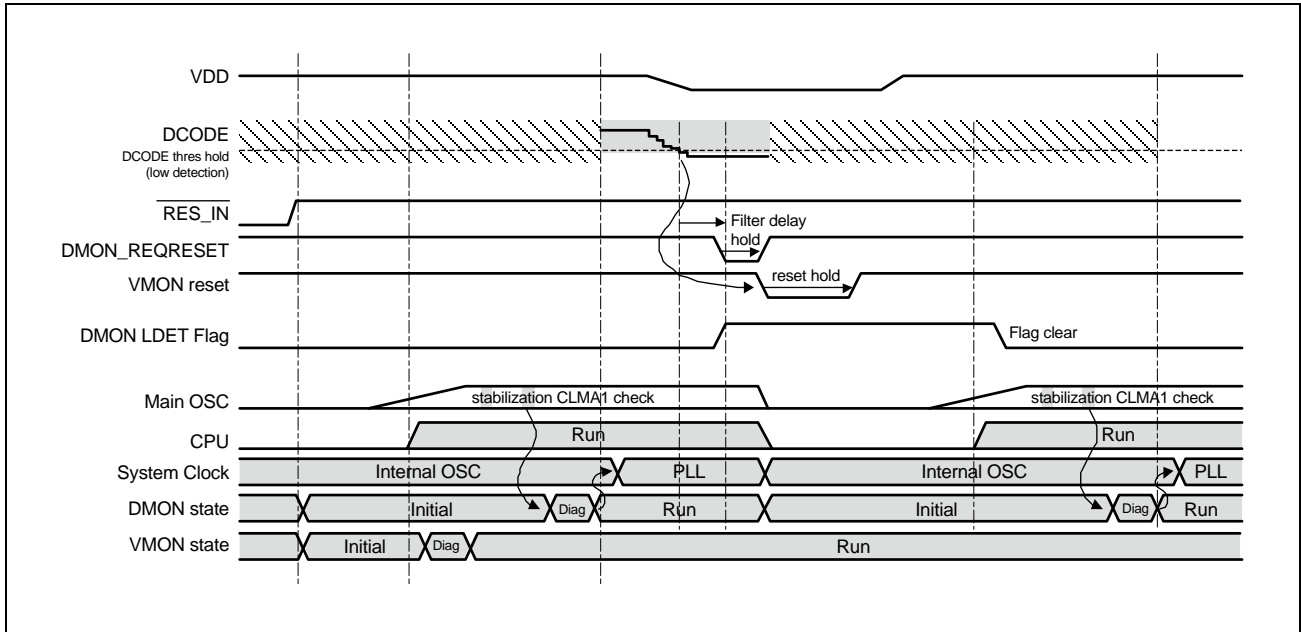 VDD
DCODE
DCODE thres hold
(low detection)
RES_IN
Filter delay
DMON_REQRESET
hold
VMON reset
reset hold
DMON LDET Flag
Flag clear
Main OSC
stabilization CLMA1 check
stabilization CLMA1 check
CPU
Run
Run
System Clock
Internal OSC
PLL
Internal OSC
PLL
DMON state
Initial
Diag
Run
Initial
Diag
Run
VMON state
Initial
Diag
Run